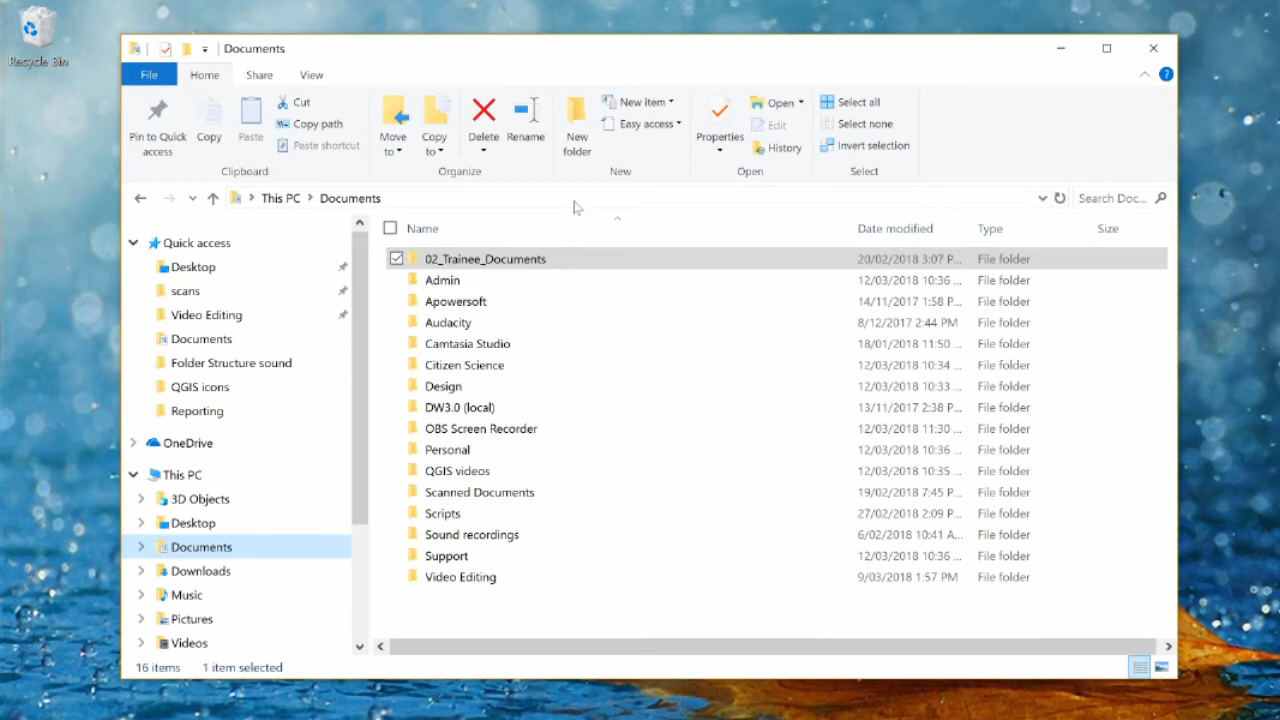 Recycle Bin
Documents
File Home Share View
Pin to Quick access
Copy
Paste
Cut
Copy path
Paste shortcut
Clipboard
Move to
Copy to
Delete
Rename
Organize
New folder
New item
Easy access
New
Properties
Open
Edit
History
Open
Select all
Select none
Invert selection
Select
This PC Documents
Search Doc...
Quick access
Desktop
scans
Video Editing
Documents
Folder Structure sound
QGIS icons
Reporting
OneDrive
This PC
3D Objects
Desktop
Documents
Downloads
Music
Pictures
Videos
Name Date modified Type Size
02_Trainee_Documents 20/02/2018 3:07 P... File folder
Admin 12/03/2018 10:36 ... File folder
Apowersoft 14/11/2017 1:58 P... File folder
Audacity 8/12/2017 2:44 PM File folder
Camtasia Studio 18/01/2018 11:50 ... File folder
Citizen Science 12/03/2018 10:34 ... File folder
Design 12/03/2018 10:33 ... File folder
DW3.0 (local) 13/11/2017 2:38 P... File folder
OBS Screen Recorder 12/03/2018 11:30 ... File folder
Personal 12/03/2018 10:36 ... File folder
QGIS videos 12/03/2018 10:35 ... File folder
Scanned Documents 19/02/2018 7:45 P... File folder
Scripts 27/02/2018 2:09 P... File folder
Sound recordings 6/02/2018 10:41 A... File folder
Support 12/03/2018 10:36 ... File folder
Video Editing 9/03/2018 1:57 PM File folder
16 items 1 item selected